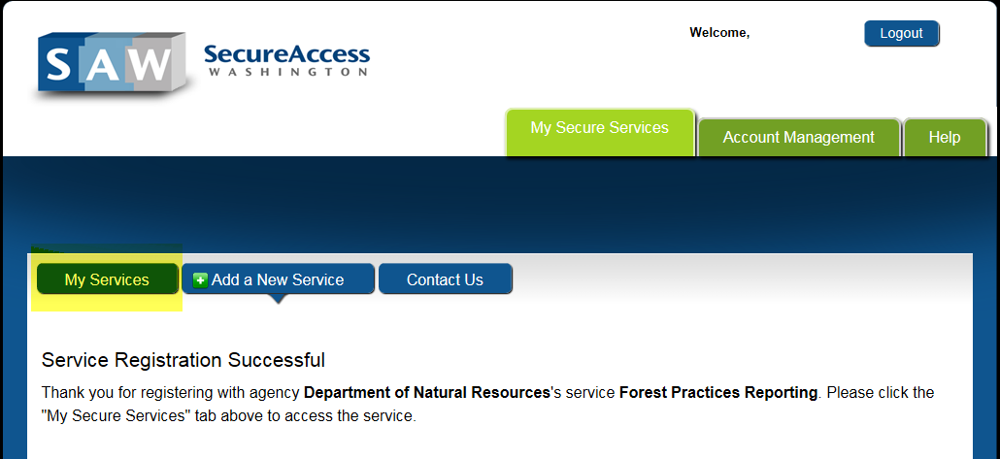 SAW SecureAccess
WASHINGTON
Welcome,
Logout
My Secure Services
Account Management
Help
My Services
Add a New Service
Contact Us
Service Registration Successful
Thank you for registering with agency Department of Natural Resources's service Forest Practices Reporting. Please click the
"My Secure Services" tab above to access the service.